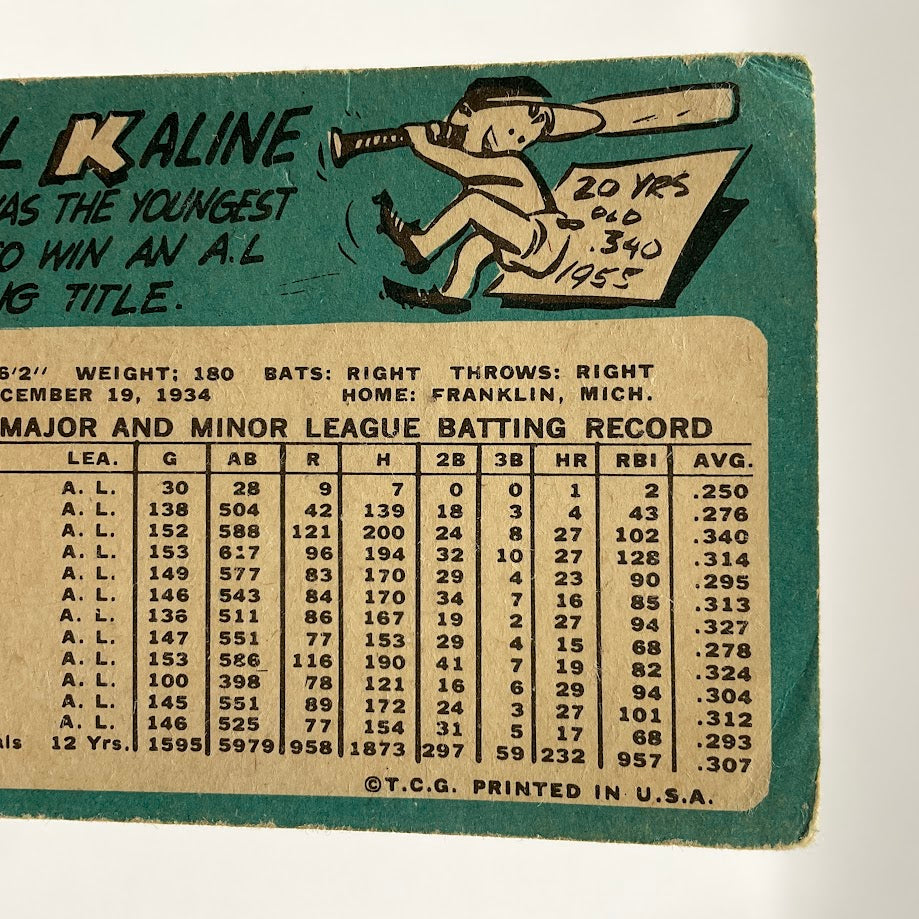 L KALINE
AS THE YOUNGEST
O WIN AN A.L
NG TITLE.
20 YRS
OLD
.340
1955
6'2" WEIGHT; 180 BATS: RIGHT THROWS: RIGHT
CEMBER 19, 1934 HOME: FRANKLIN, MICH.
MAJOR AND MINOR LEAGUE BATTING RECORD
LEA. G AB R H 2B 3B HR RBI AVG.
A. L. 30 28 9 7 0 0 1 2 .250
A. L. 138 504 42 139 18 3 4 43 .276
A. L. 152 588 121 200 24 8 27 102 .340
A. L. 153 617 96 194 32 10 27 128 .314
A. L. 149 577 83 170 29 4 23 90 .295
A. L. 146 543 84 170 34 7 16 85 .313
A. L. 136 511 86 167 19 2 27 94 .327
A. L. 147 551 77 153 29 4 15 68 .278
A. L. 153 586 116 190 41 7 19 82 .324
A. L. 100 398 78 121 16 6 29 94 .304
A. L. 145 551 89 172 24 3 27 101 .312
A. L. 146 525 77 154 31 5 17 68 .293
als 12 Yrs. 1595 5979 958 1873 297 59 232 957 .307
©T.C.G. PRINTED IN U.S.A.